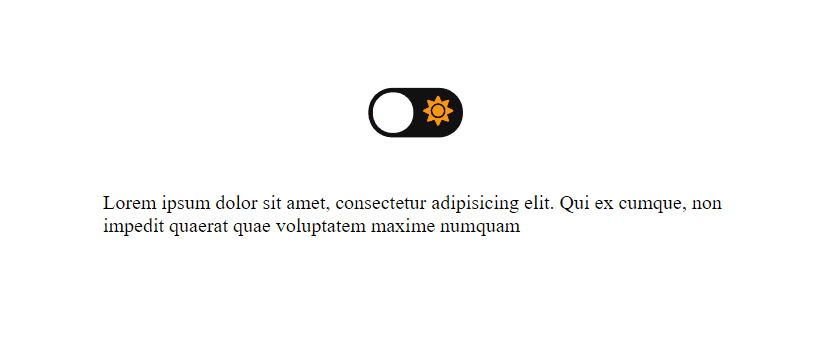 Lorem ipsum dolor sit amet, consectetur adipisicing elit. Qui ex cumque, non
impedit quaerat quae voluptatem maxime numquam